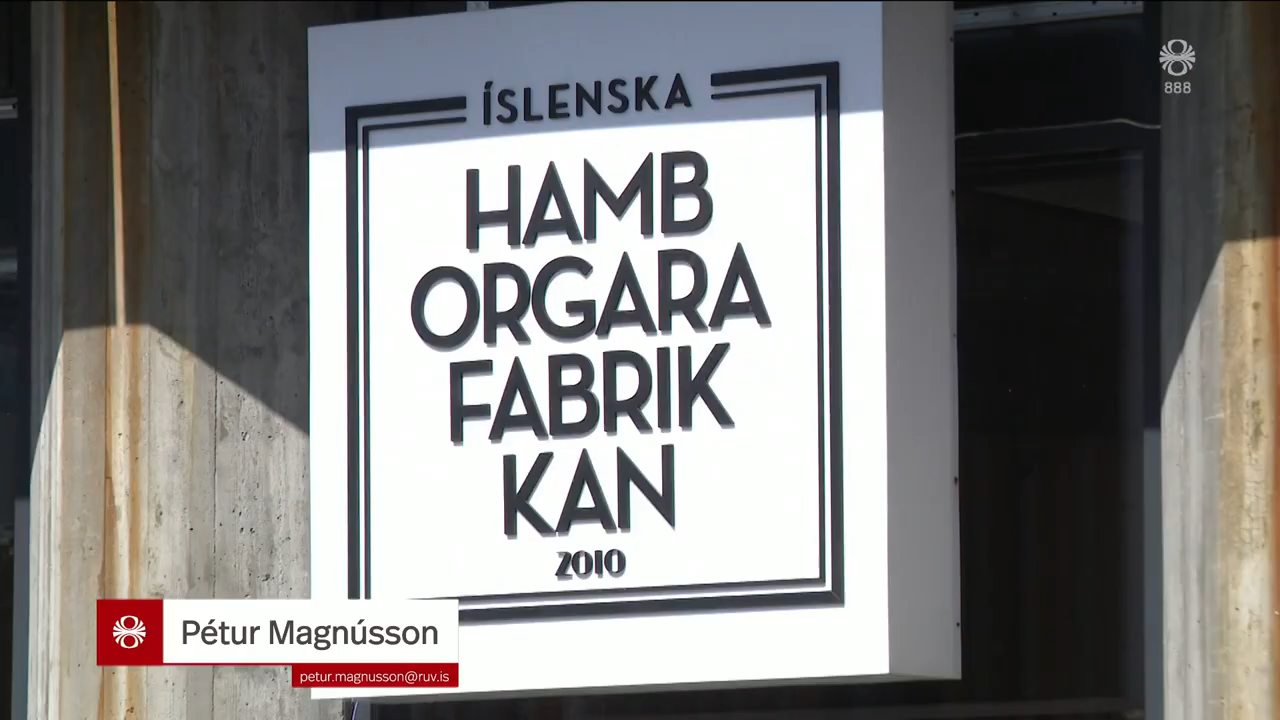 888
ÍSLENSKA
HAMB
ORGARA
FABRIK
KAN
2010
Pétur Magnússon
petur.magnusson@ruv.is